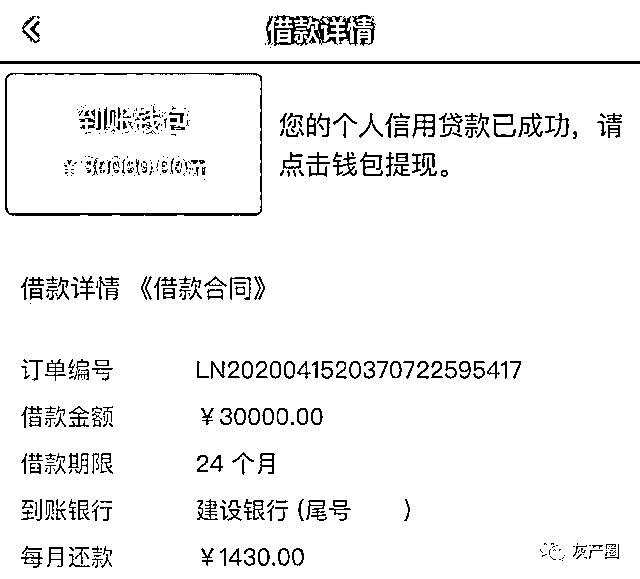 借款详情
到账钱包
¥30000.00元
您的个人信用贷款已成功，请
点击钱包提现。
借款详情 《借款合同》
订单编号 LN2020041520370722595417
借款金额 ￥30000.00
借款期限 24 个月
到账银行 建设银行 (尾号 )
每月还款 ￥1430.00
灰产圈